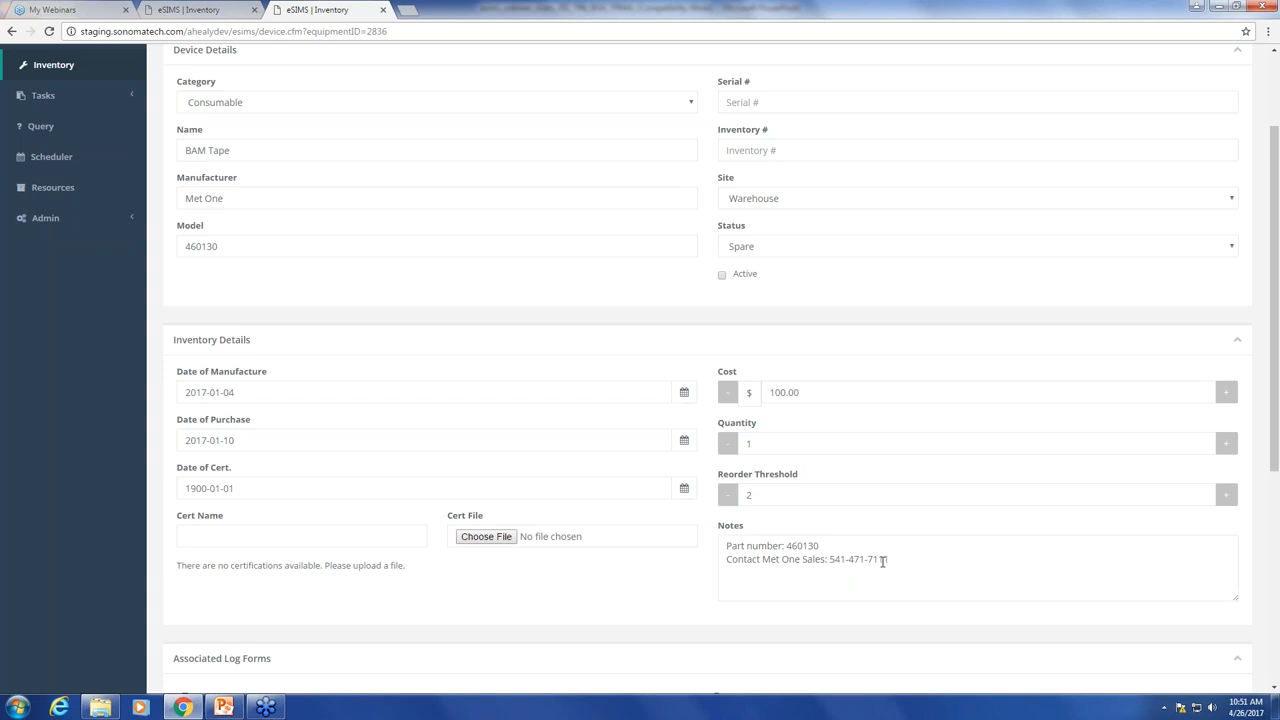 My Webinars
eSIMS | Inventory
eSIMS | Inventory
staging.sonomatech.com/ahealydev/esims/device.cfm?equipmentID=2836
Inventory
Tasks
Query
Scheduler
Resources
Admin
Device Details
Category
Consumable
Name
BAM Tape
Manufacturer
Met One
Model
460130
Serial #
Serial #
Inventory #
Inventory #
Site
Warehouse
Status
Spare
Active
Inventory Details
Date of Manufacture
2017-01-04
Date of Purchase
2017-01-10
Date of Cert.
1900-01-01
Cert Name
Cert File
Choose File No file chosen
There are no certifications available. Please upload a file.
Cost
- $ 100.00 +
Quantity
- 1 +
Reorder Threshold
- 2 +
Notes
Part number: 460130
Contact Met One Sales:
Associated Log Forms
10:51 AM
4/26/2017